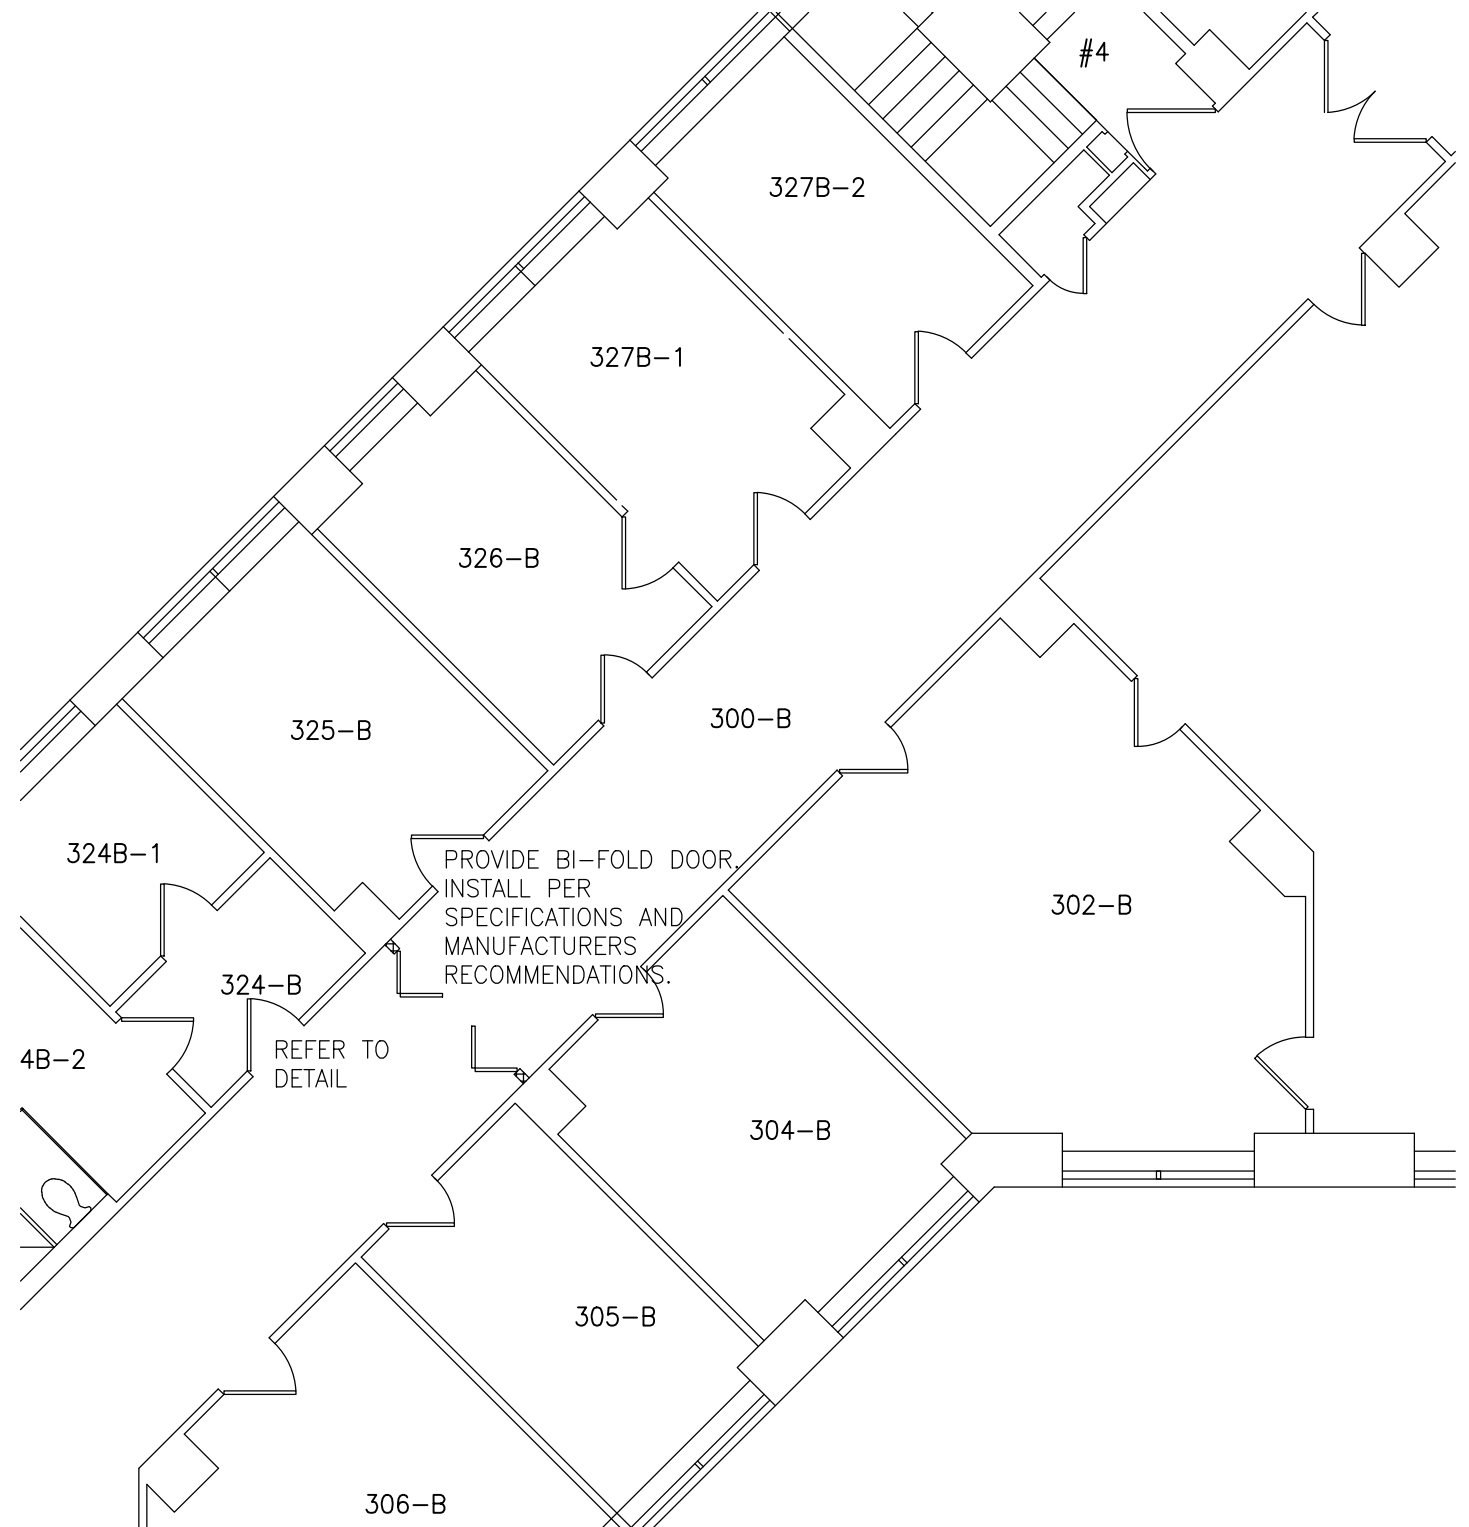 #4
327B-2
327B-1
326-B
300-B
325-B
324B-1
PROVIDE BI-FOLD DOOR.
INSTALL PER
SPECIFICATIONS AND
MANUFACTURERS
RECOMMENDATIONS.
302-B
324-B
4B-2
REFER TO
DETAIL
304-B
305-B
306-B